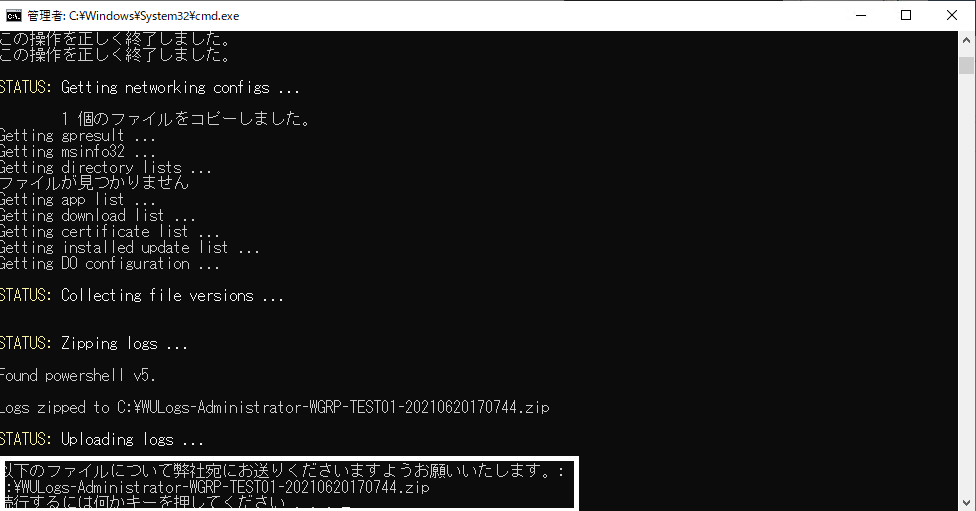 管理者: C:¥Windows¥System32¥cmd.exe
この操作を正しく終了しました。
この操作を正しく終了しました。
STATUS: Getting networking configs ...
1 個のファイルをコピーしました。
Getting gpresult ...
Getting msinfo32 ...
Getting directory lists ...
ファイルが見つかりません
Getting app list ...
Getting download list ...
Getting certificate list ...
Getting installed update list ...
Getting DO configuration ...
STATUS: Collecting file versions ...
STATUS: Zipping logs ...
Found powershell v5.
Logs zipped to C:¥WULogs-Administrator-WGRP-TEST01-20210620170744.zip
STATUS: Uploading logs ...
以下のファイルについて弊社宛にお送りくださいますようお願いいたします。:
:¥WULogs-Administrator-WGRP-TEST01-20210620170744.zip
続行するには何かキーを押してください . . . _